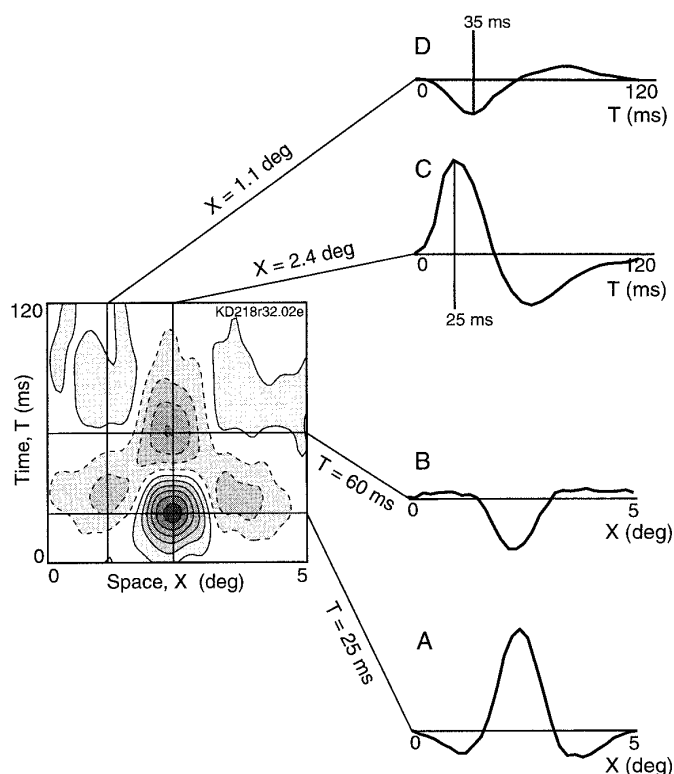 35 ms
D
0
120
T (ms)
X = 1.1 deg
C
X = 2.4 deg
0
120
T (ms)
25 ms
120
KD218r32.02e
Time, T (ms)
0
0
5
Space, X (deg)
T = 60 ms
B
0
5
X (deg)
T = 25 ms
A
0
5
X (deg)